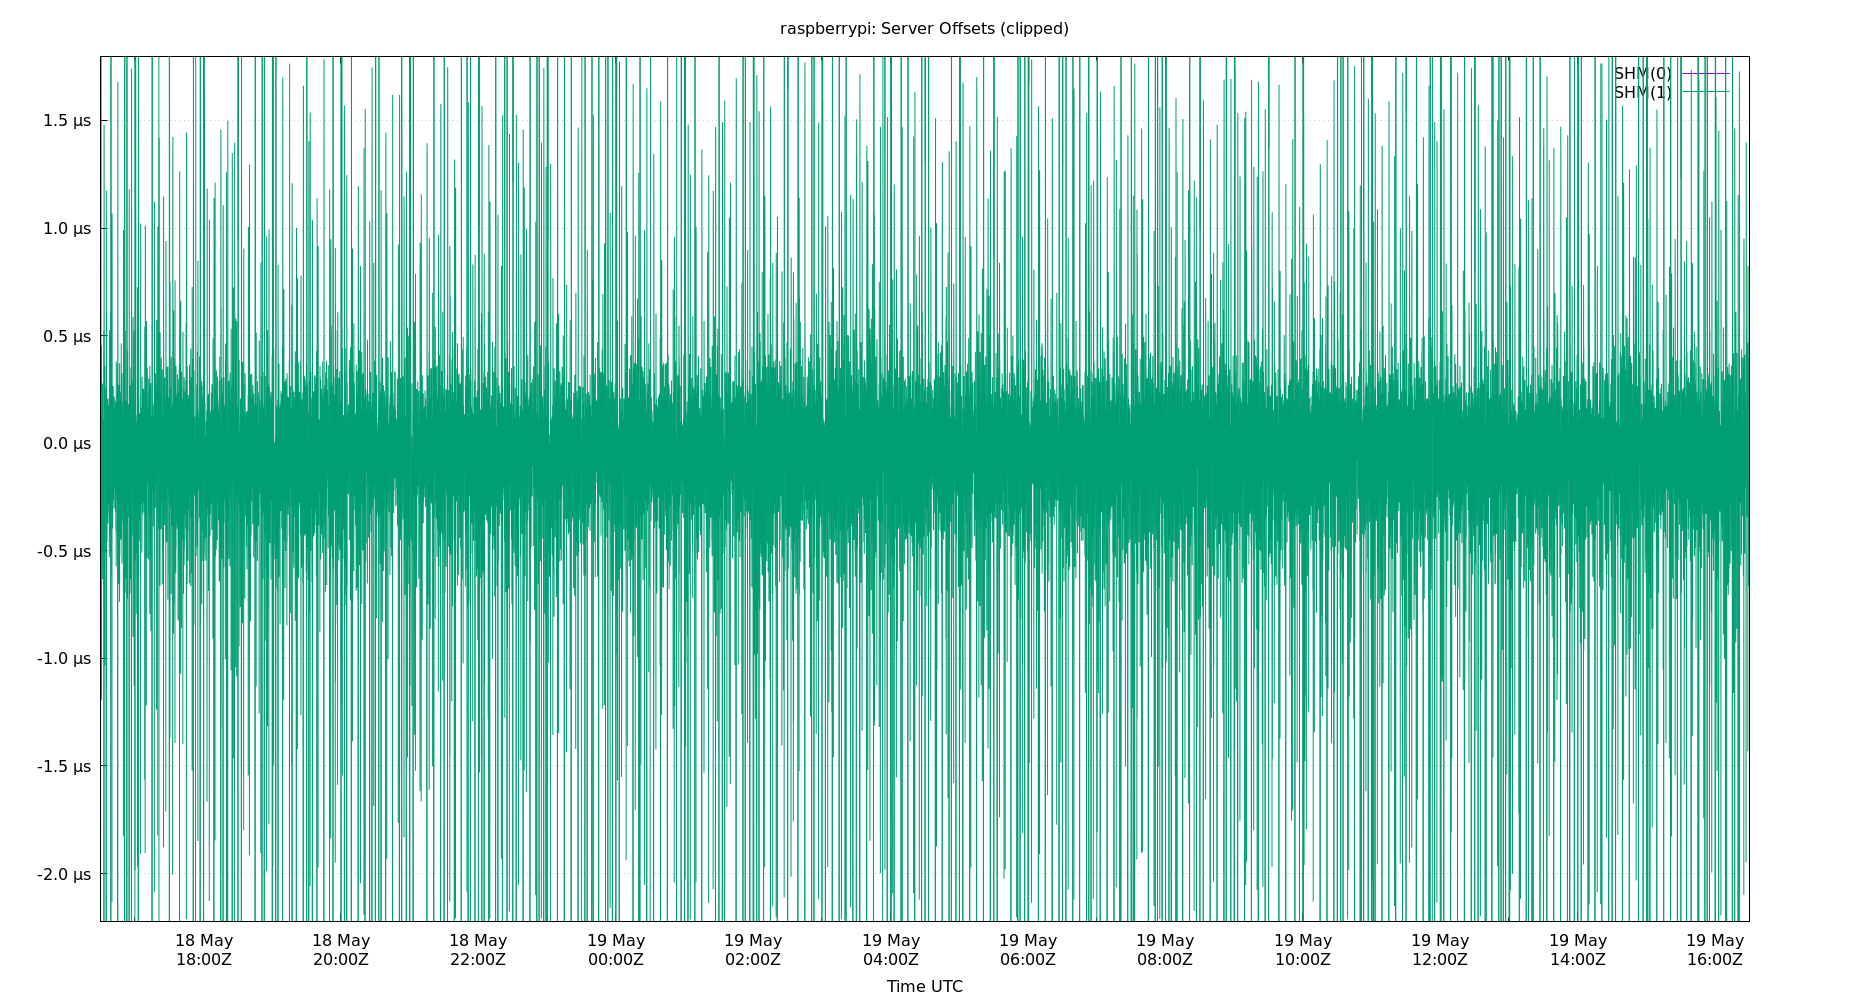 raspberrypi: Server Offsets (clipped)
SHM(0)
SHM(1)
1.5 µs
1.0 µs
0.5 µs
0.0 µs
-0.5 µs
-1.0 µs
-1.5 µs
-2.0 µs
18 May 18 May 18 May 19 May 19 May 19 May 19 May 19 May 19 May 19 May 19 May 19 May
18:00Z 20:00Z 22:00Z 00:00Z 02:00Z 04:00Z 06:00Z 08:00Z 10:00Z 12:00Z 14:00Z 16:00Z
Time UTC